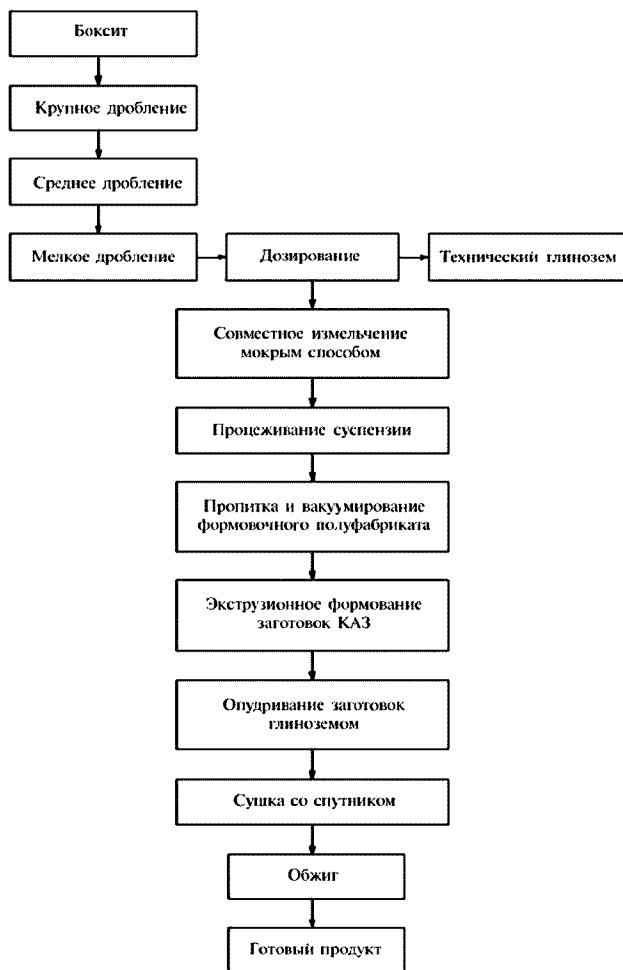 Боксит
Крупное дробление
Среднее дробление
Мелкое дробление
Дозирование
Технический глинозем
Совместное измельчение
мокрым способом
Процеживание суспензии
Пропитка и вакуумирование
формовочного полуфабриката
Экструзионное формование
заготовок КАЗ
Опудривание заготовок
глиноземом
Сушка со спутником
Обжиг
Готовый продукт